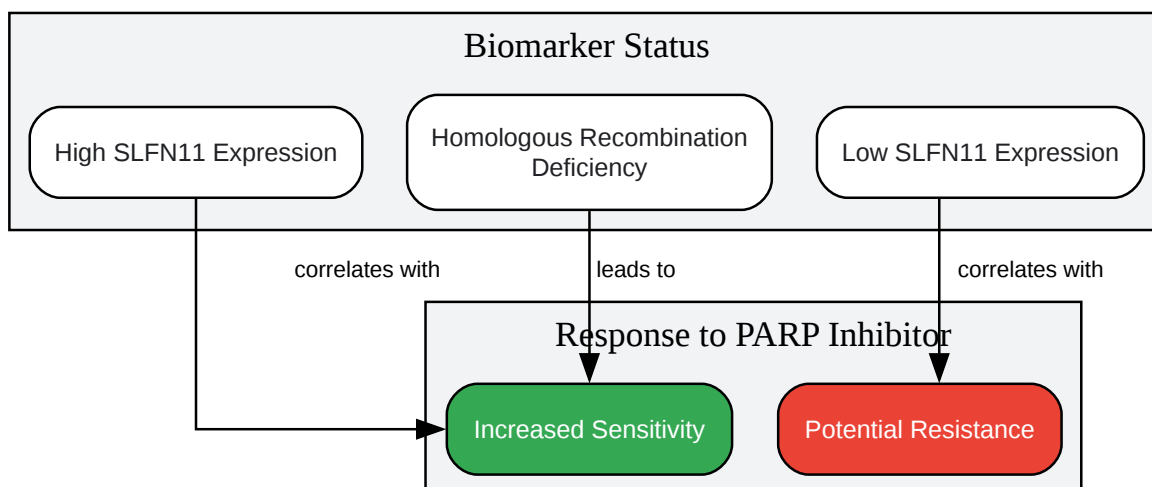 Biomarker Status
High SLFN11 Expression
Homologous Recombination
Deficiency
Low SLFN11 Expression
correlates with
leads to
correlates with
Response to PARP Inhibitor
Increased Sensitivity
Potential Resistance